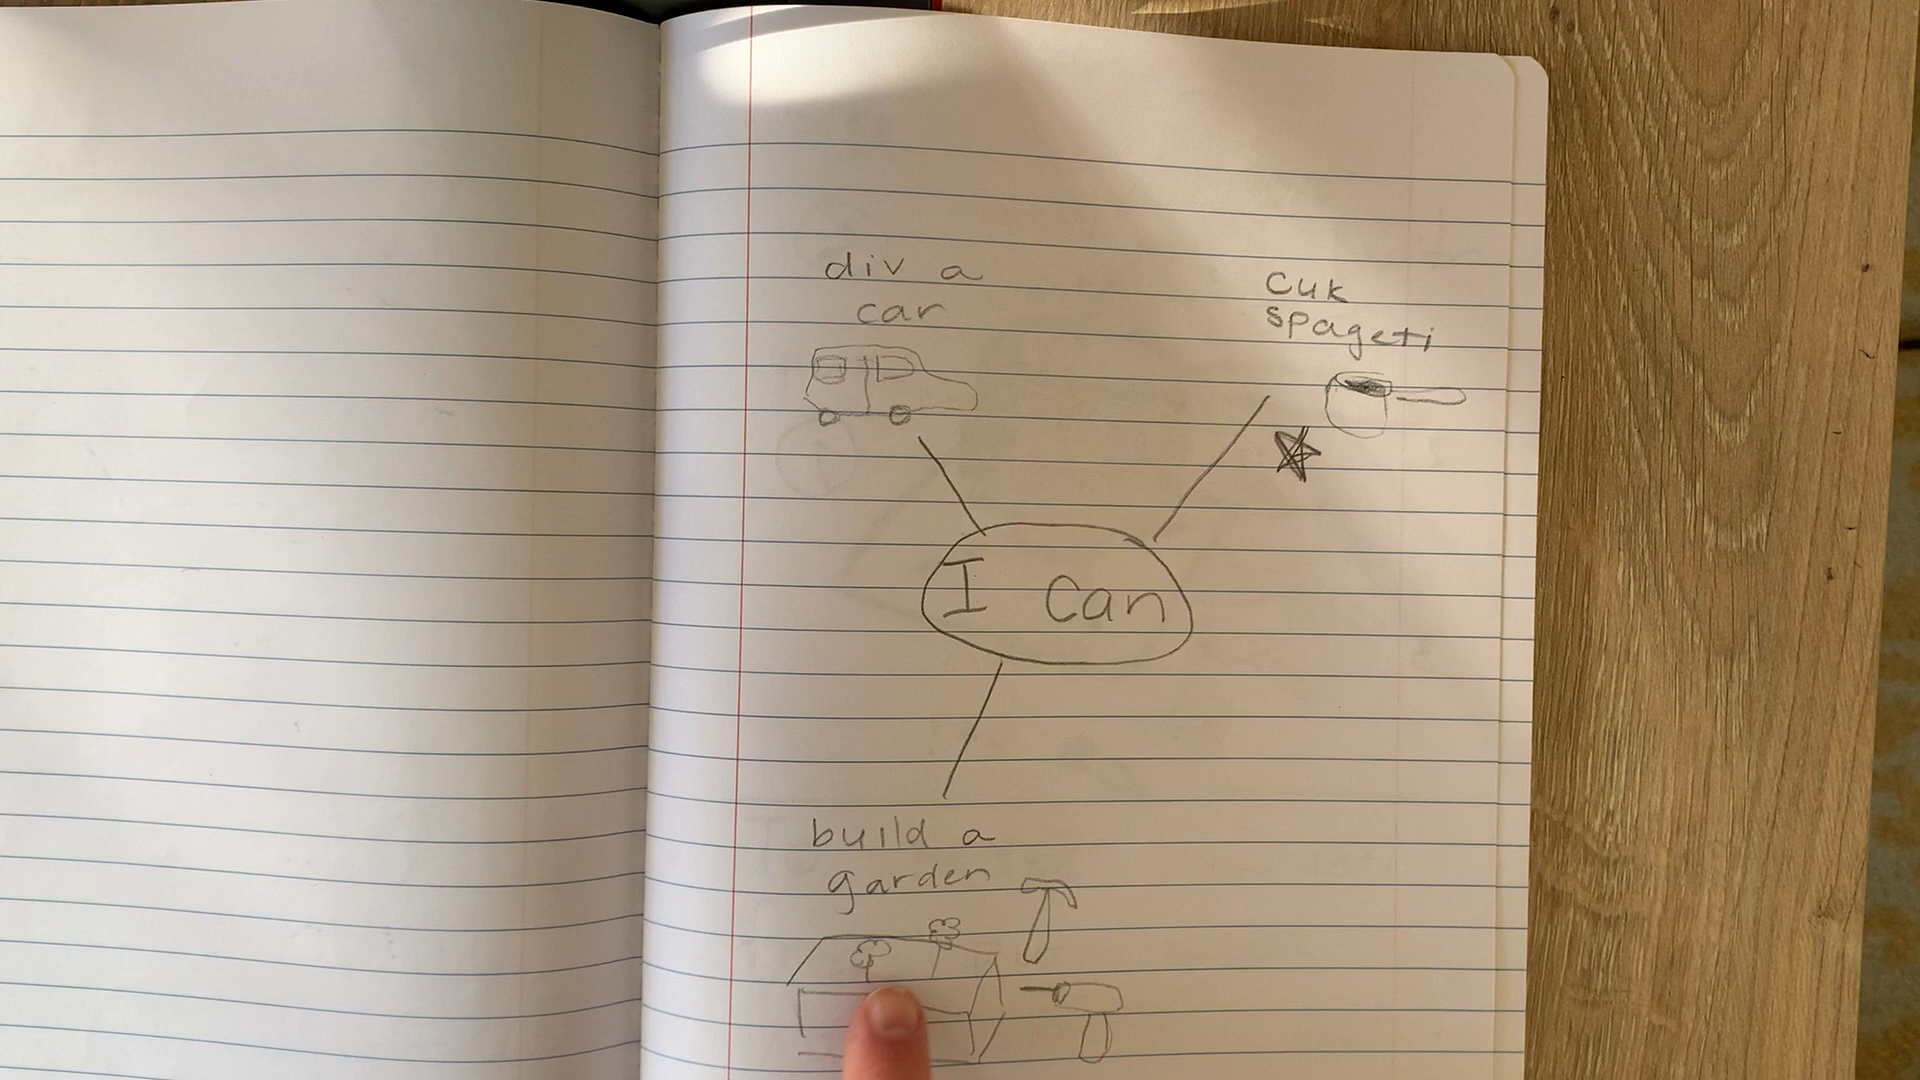 div a
car
cuk
spageti
I can
build a
garden